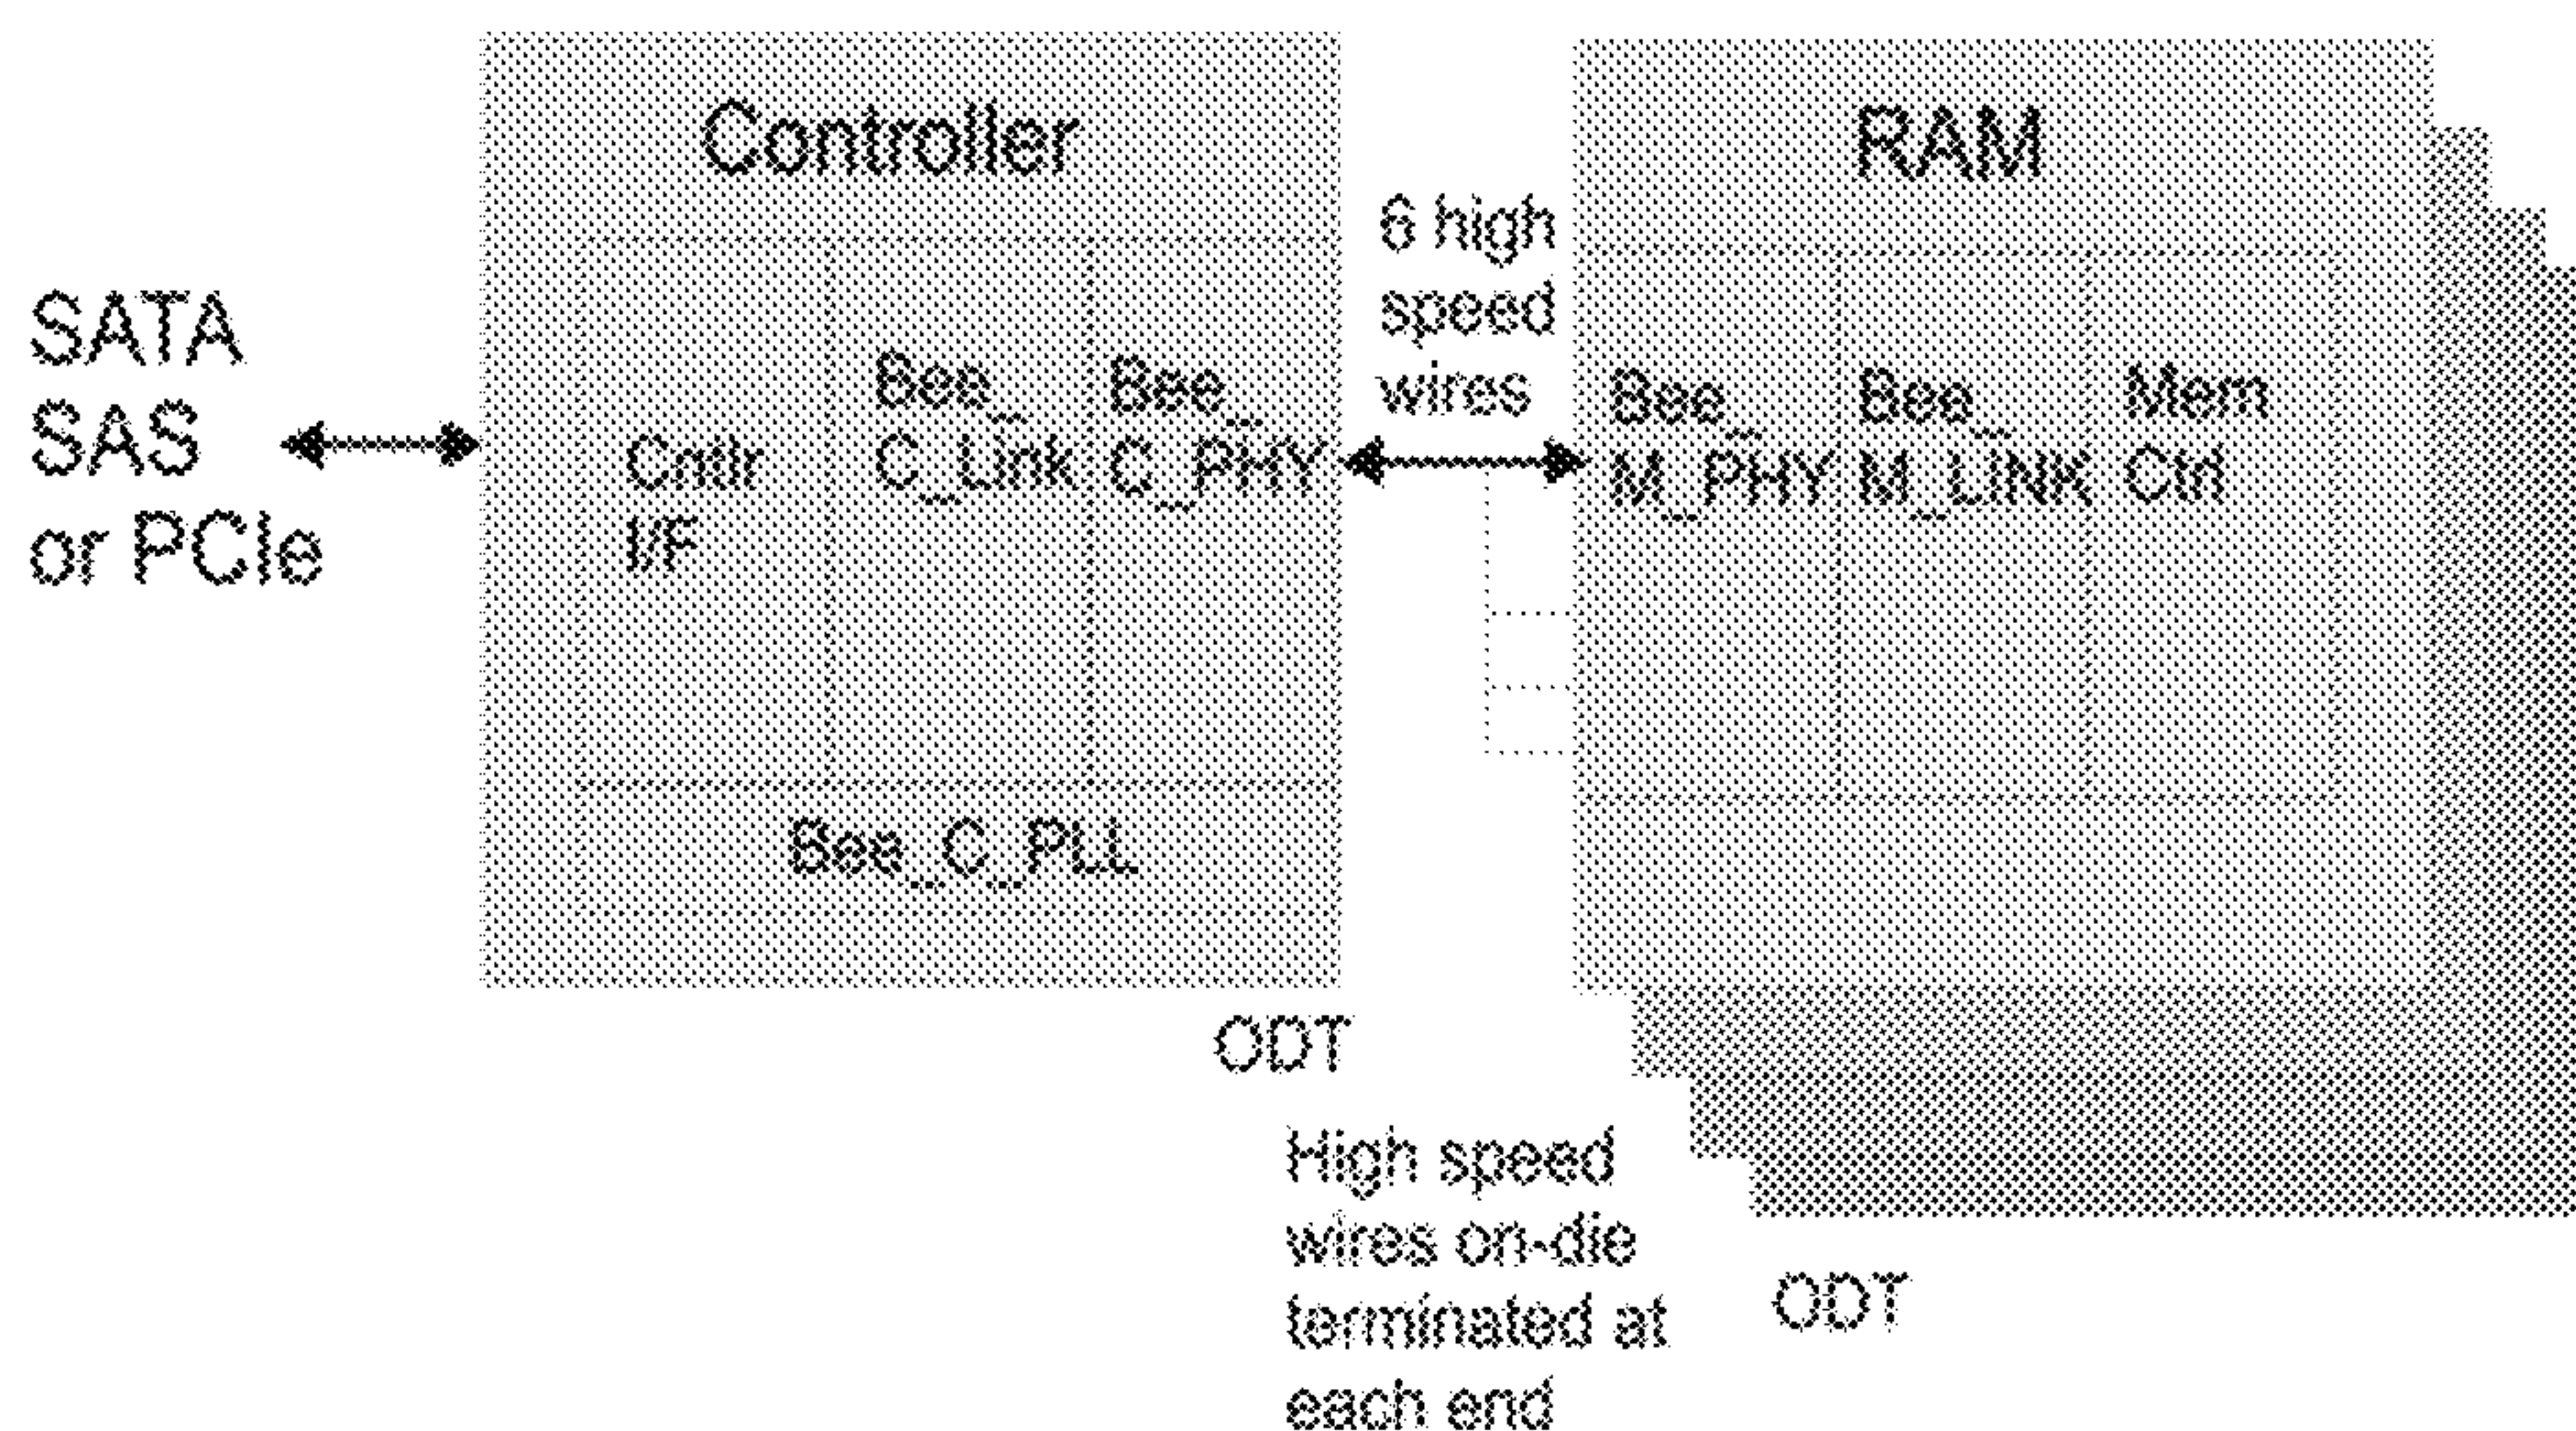 Controller
RAM
6 high
speed
wires
SATA
SAS
or PCIe
Cntlr
I/F
Bee_
C_Link
Bee_
C_PHY
Bee_
M_PHY
Bee_
M_LINK
Mem
Ctrl
Bee_C_PLL
ODT
High speed
wires on-die
terminated at
each end
ODT